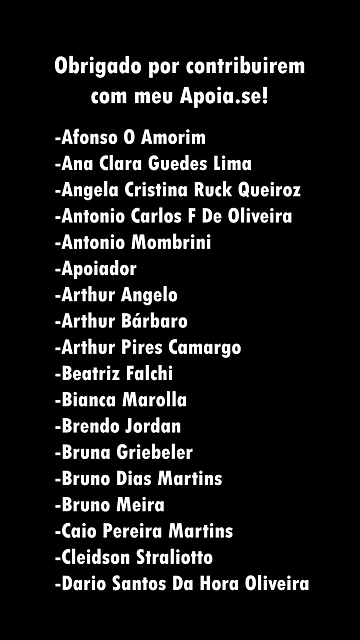 Obrigado por contribuirem
com meu Apoia.se!
-Afonso O Amorim
-Ana Clara Guedes Lima
-Angela Cristina Ruck Queiroz
-Antonio Carlos F De Oliveira
-Antonio Mombrini
-Apoiador
-Arthur Angelo
-Arthur Bárbaro
-Arthur Pires Camargo
-Beatriz Falchi
-Bianca Marolla
-Brendo Jordan
-Bruna Griebeler
-Bruno Dias Martins
-Bruno Meira
-Caio Pereira Martins
-Cleidson Straliotto
-Dario Santos Da Hora Oliveira